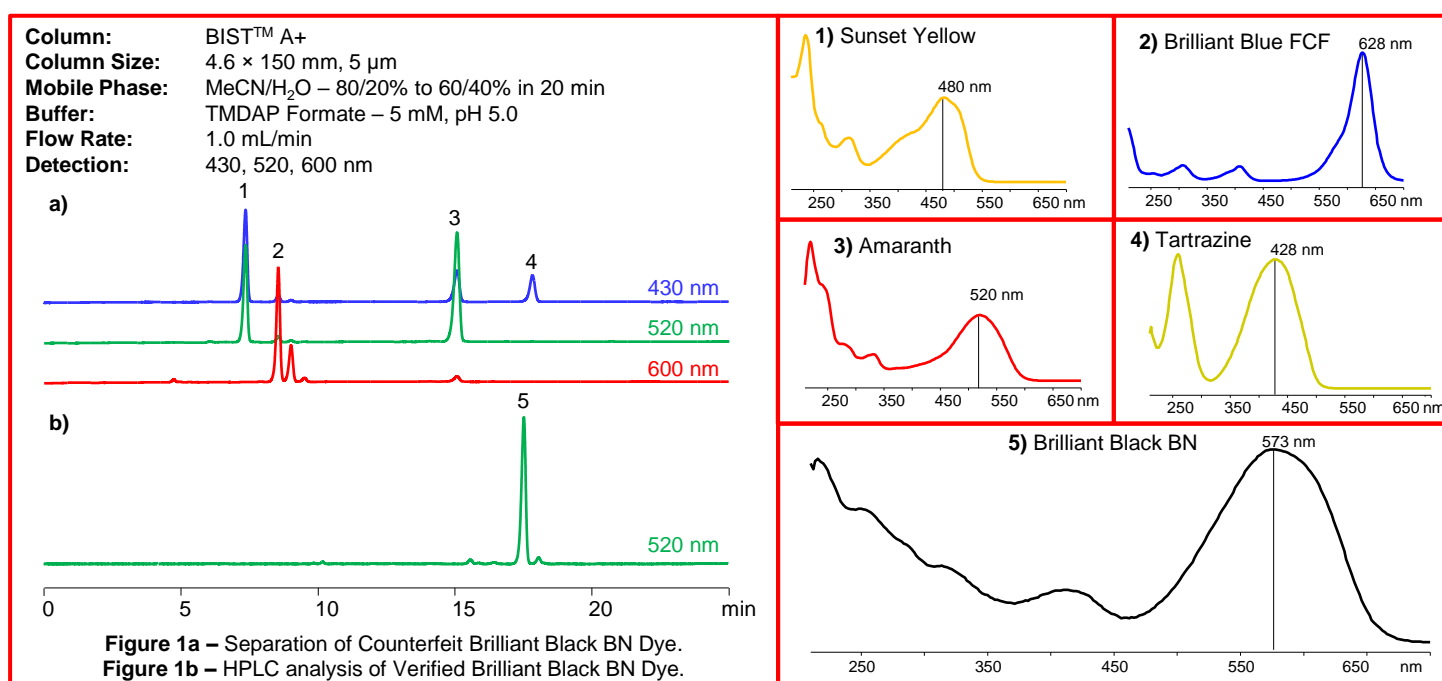 Column: BIST™ A+
Column Size: 4.6 × 150 mm, 5 µm
Mobile Phase: MeCN/H₂O – 80/20% to 60/40% in 20 min
Buffer: TMDAP Formate – 5 mM, pH 5.0
Flow Rate: 1.0 mL/min
Detection: 430, 520, 600 nm
a)
1
2
3
4
430 nm
520 nm
600 nm
b)
5
520 nm
0 5 10 15 20 min
Figure 1a – Separation of Counterfeit Brilliant Black BN Dye.
Figure 1b – HPLC analysis of Verified Brilliant Black BN Dye.
1) Sunset Yellow
480 nm
250 350 450 550 650 nm
2) Brilliant Blue FCF
628 nm
250 350 450 550 650 nm
3) Amaranth
520 nm
250 350 450 550 650 nm
4) Tartrazine
428 nm
250 350 450 550 650 nm
5) Brilliant Black BN
573 nm
250 350 450 550 650 nm